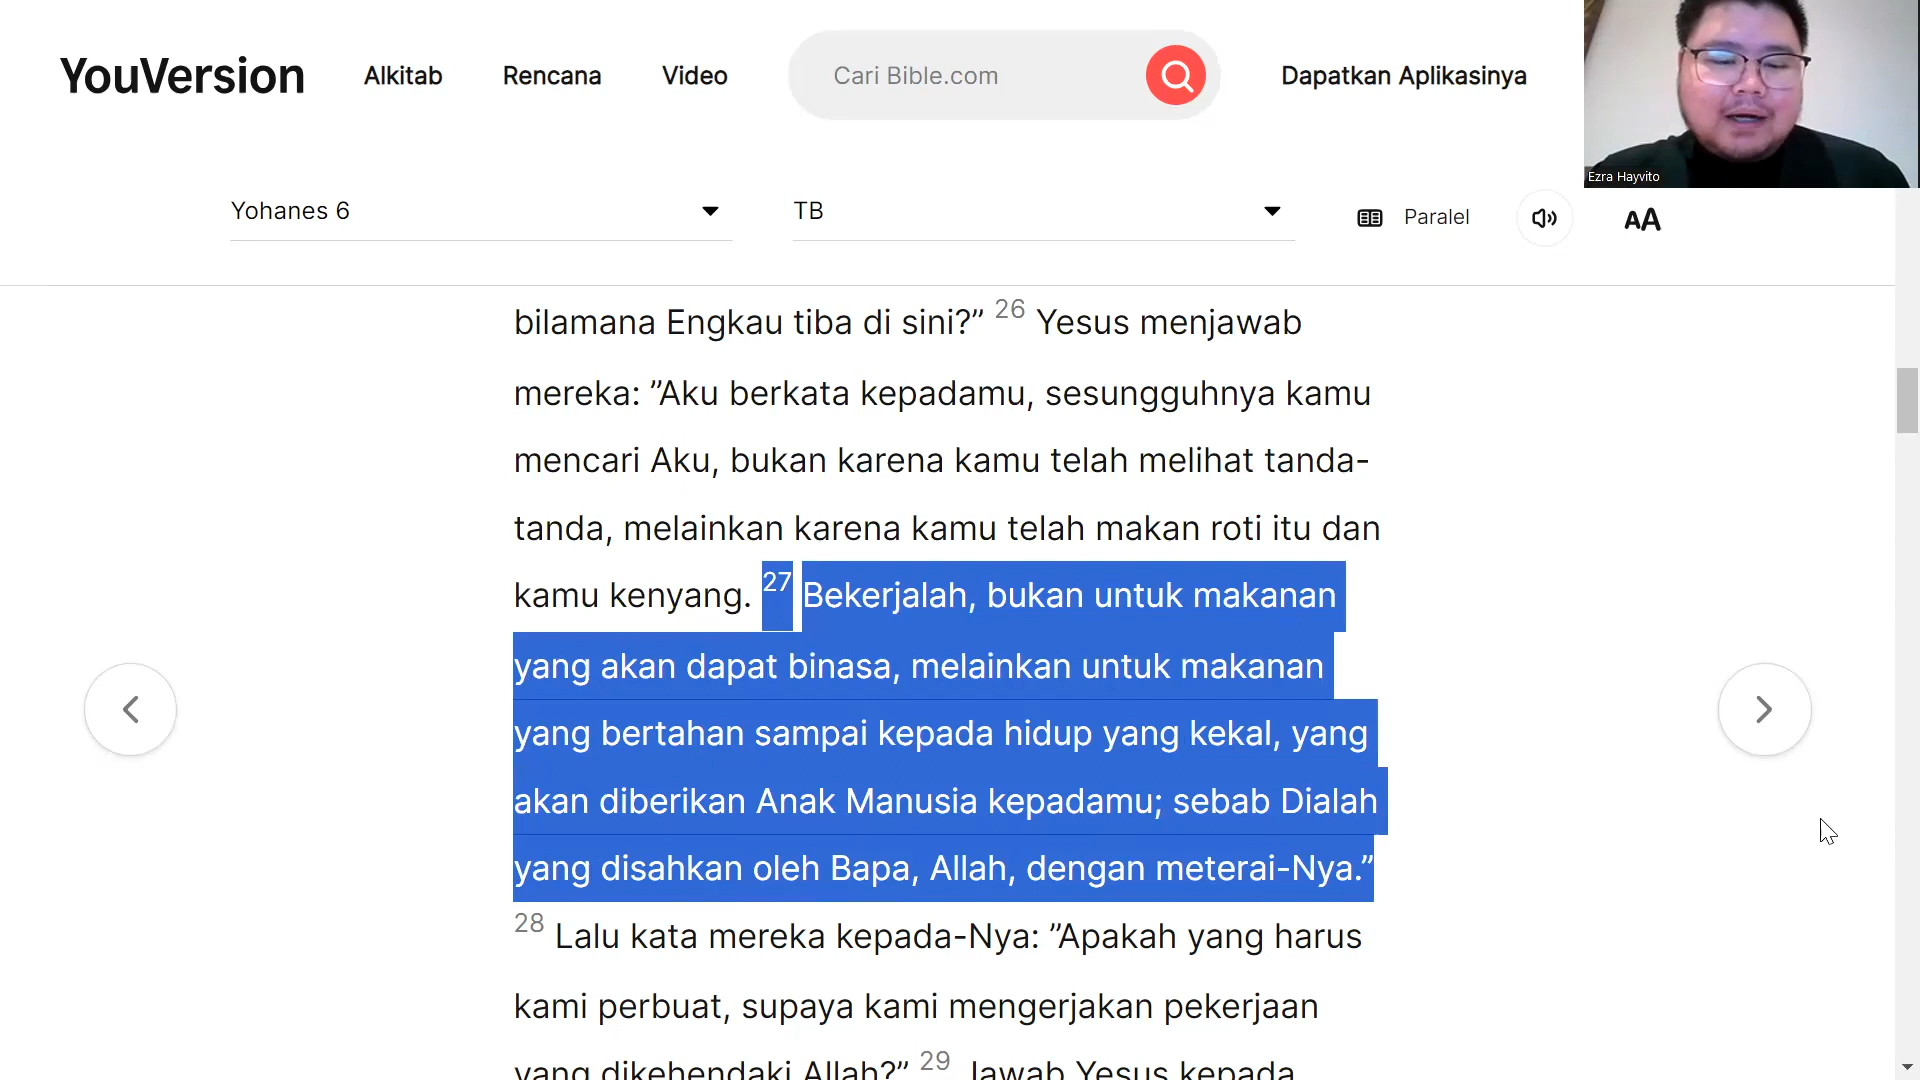 YouVersion
Alkitab
Rencana
Video
Cari Bible.com
Dapatkan Aplikasinya
Ezra Hayvito
Yohanes 6
TB
Paralel
AA
bilamana Engkau tiba di sini?” 26 Yesus menjawab
mereka: ”Aku berkata kepadamu, sesungguhnya kamu
mencari Aku, bukan karena kamu telah melihat tanda-
tanda, melainkan karena kamu telah makan roti itu dan
kamu kenyang. 27 Bekerjalah, bukan untuk makanan
yang akan dapat binasa, melainkan untuk makanan
yang bertahan sampai kepada hidup yang kekal, yang
akan diberikan Anak Manusia kepadamu; sebab Dialah
yang disahkan oleh Bapa, Allah, dengan meterai-Nya.”
28 Lalu kata mereka kepada-Nya: ”Apakah yang harus
kami perbuat, supaya kami mengerjakan pekerjaan
yang dikehendaki Allah?” 29 Jawab Yesus kepada